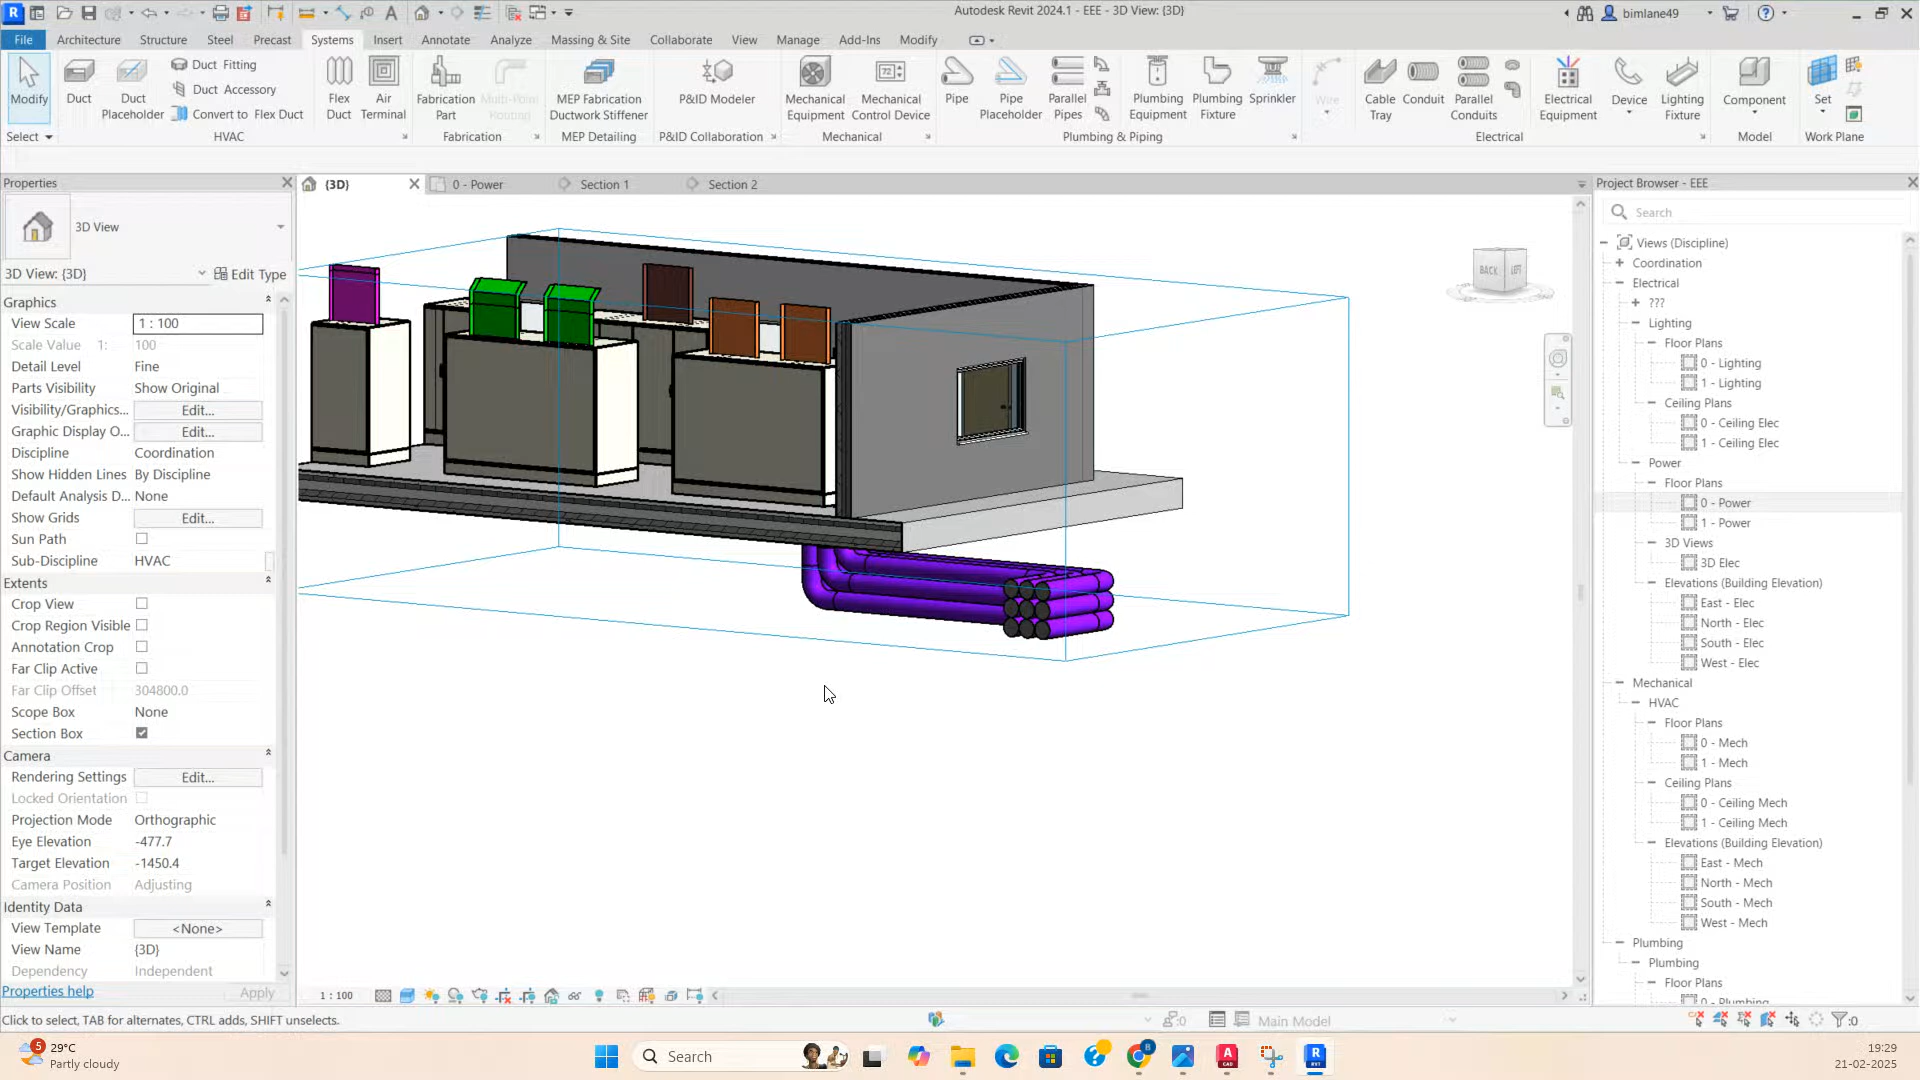 Autodesk Revit 2024.1 - EEE - 3D View: {3D}
bimlane49
File Architecture Structure Steel Precast Systems Insert Annotate Analyze Massing & Site Collaborate View Manage Add-Ins Modify
Modify
Select
Duct
Duct Placeholder
Duct Fitting
Duct Accessory
Convert to Flex Duct
Flex Duct
Air Terminal
HVAC
Fabrication Part
Multi-Point Routing
Fabrication
MEP Fabrication Ductwork Stiffener
MEP Detailing
P&ID Modeler
P&ID Collaboration
Mechanical Equipment
Mechanical Control Device
Mechanical
Pipe
Pipe Placeholder
Parallel Pipes
Plumbing Equipment
Plumbing Fixture
Sprinkler
Plumbing & Piping
Wire
Cable Tray
Conduit
Parallel Conduits
Electrical Equipment
Device
Lighting Fixture
Electrical
Component
Model
Set
Work Plane
Properties
3D View
3D View: {3D}
Edit Type
Graphics
View Scale 1 : 100
Scale Value 1: 100
Detail Level Fine
Parts Visibility Show Original
Visibility/Graphics... Edit...
Graphic Display O... Edit...
Discipline Coordination
Show Hidden Lines By Discipline
Default Analysis D... None
Show Grids Edit...
Sun Path
Sub-Discipline HVAC
Extents
Crop View
Crop Region Visible
Annotation Crop
Far Clip Active
Far Clip Offset 304800.0
Scope Box None
Section Box
Camera
Rendering Settings Edit...
Locked Orientation
Projection Mode Orthographic
Eye Elevation -477.7
Target Elevation -1450.4
Camera Position Adjusting
Identity Data
View Template <None>
View Name {3D}
Dependency Independent
Properties help
Apply
{3D}
0 - Power
Section 1
Section 2
BACK LEFT
1 : 100
Project Browser - EEE
Search
Views (Discipline)
Coordination
Electrical
???
Lighting
Floor Plans
0 - Lighting
1 - Lighting
Ceiling Plans
0 - Ceiling Elec
1 - Ceiling Elec
Power
Floor Plans
0 - Power
1 - Power
3D Views
3D Elec
Elevations (Building Elevation)
East - Elec
North - Elec
South - Elec
West - Elec
Mechanical
HVAC
Floor Plans
0 - Mech
1 - Mech
Ceiling Plans
0 - Ceiling Mech
1 - Ceiling Mech
Elevations (Building Elevation)
East - Mech
North - Mech
South - Mech
West - Mech
Plumbing
Plumbing
Floor Plans
0 - Plumbing
Click to select, TAB for alternates, CTRL adds, SHIFT unselects.
:0
Main Model
:0
5
29°C
Partly cloudy
Search
19:29
21-02-2025